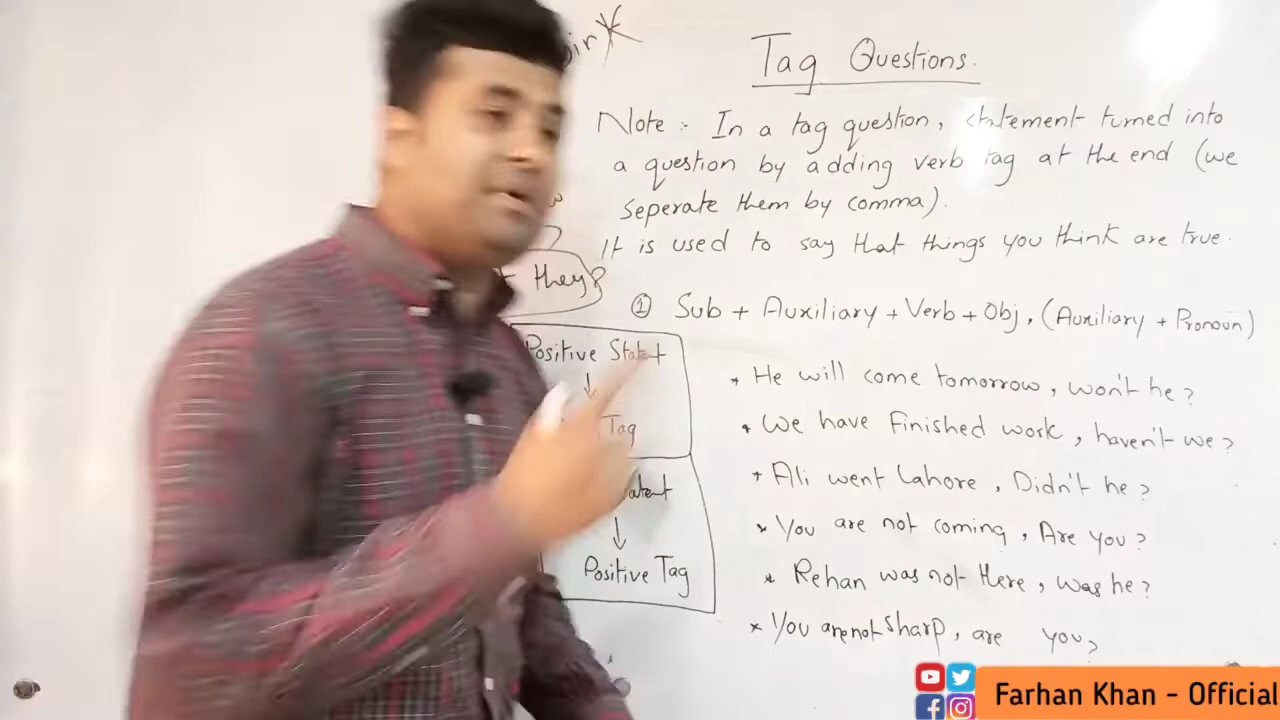 Tag Questions.
Note :- In a tag question, statement turned into
a question by adding verb tag at the end (we
seperate them by comma).
It is used to say that things you think are true.
① Sub + Auxiliary + Verb + Obj, (Auxiliary + Pronoun)
* He will come tomorrow, won't he?
* We have finished work, haven't we?
* Ali went Lahore, Didn't he?
* You are not coming, Are you?
* Rehan was not there, was he?
* You are not sharp, are you?
they?
Positive Statet
↓
Tag
↓
Positive Tag
Farhan Khan - Official